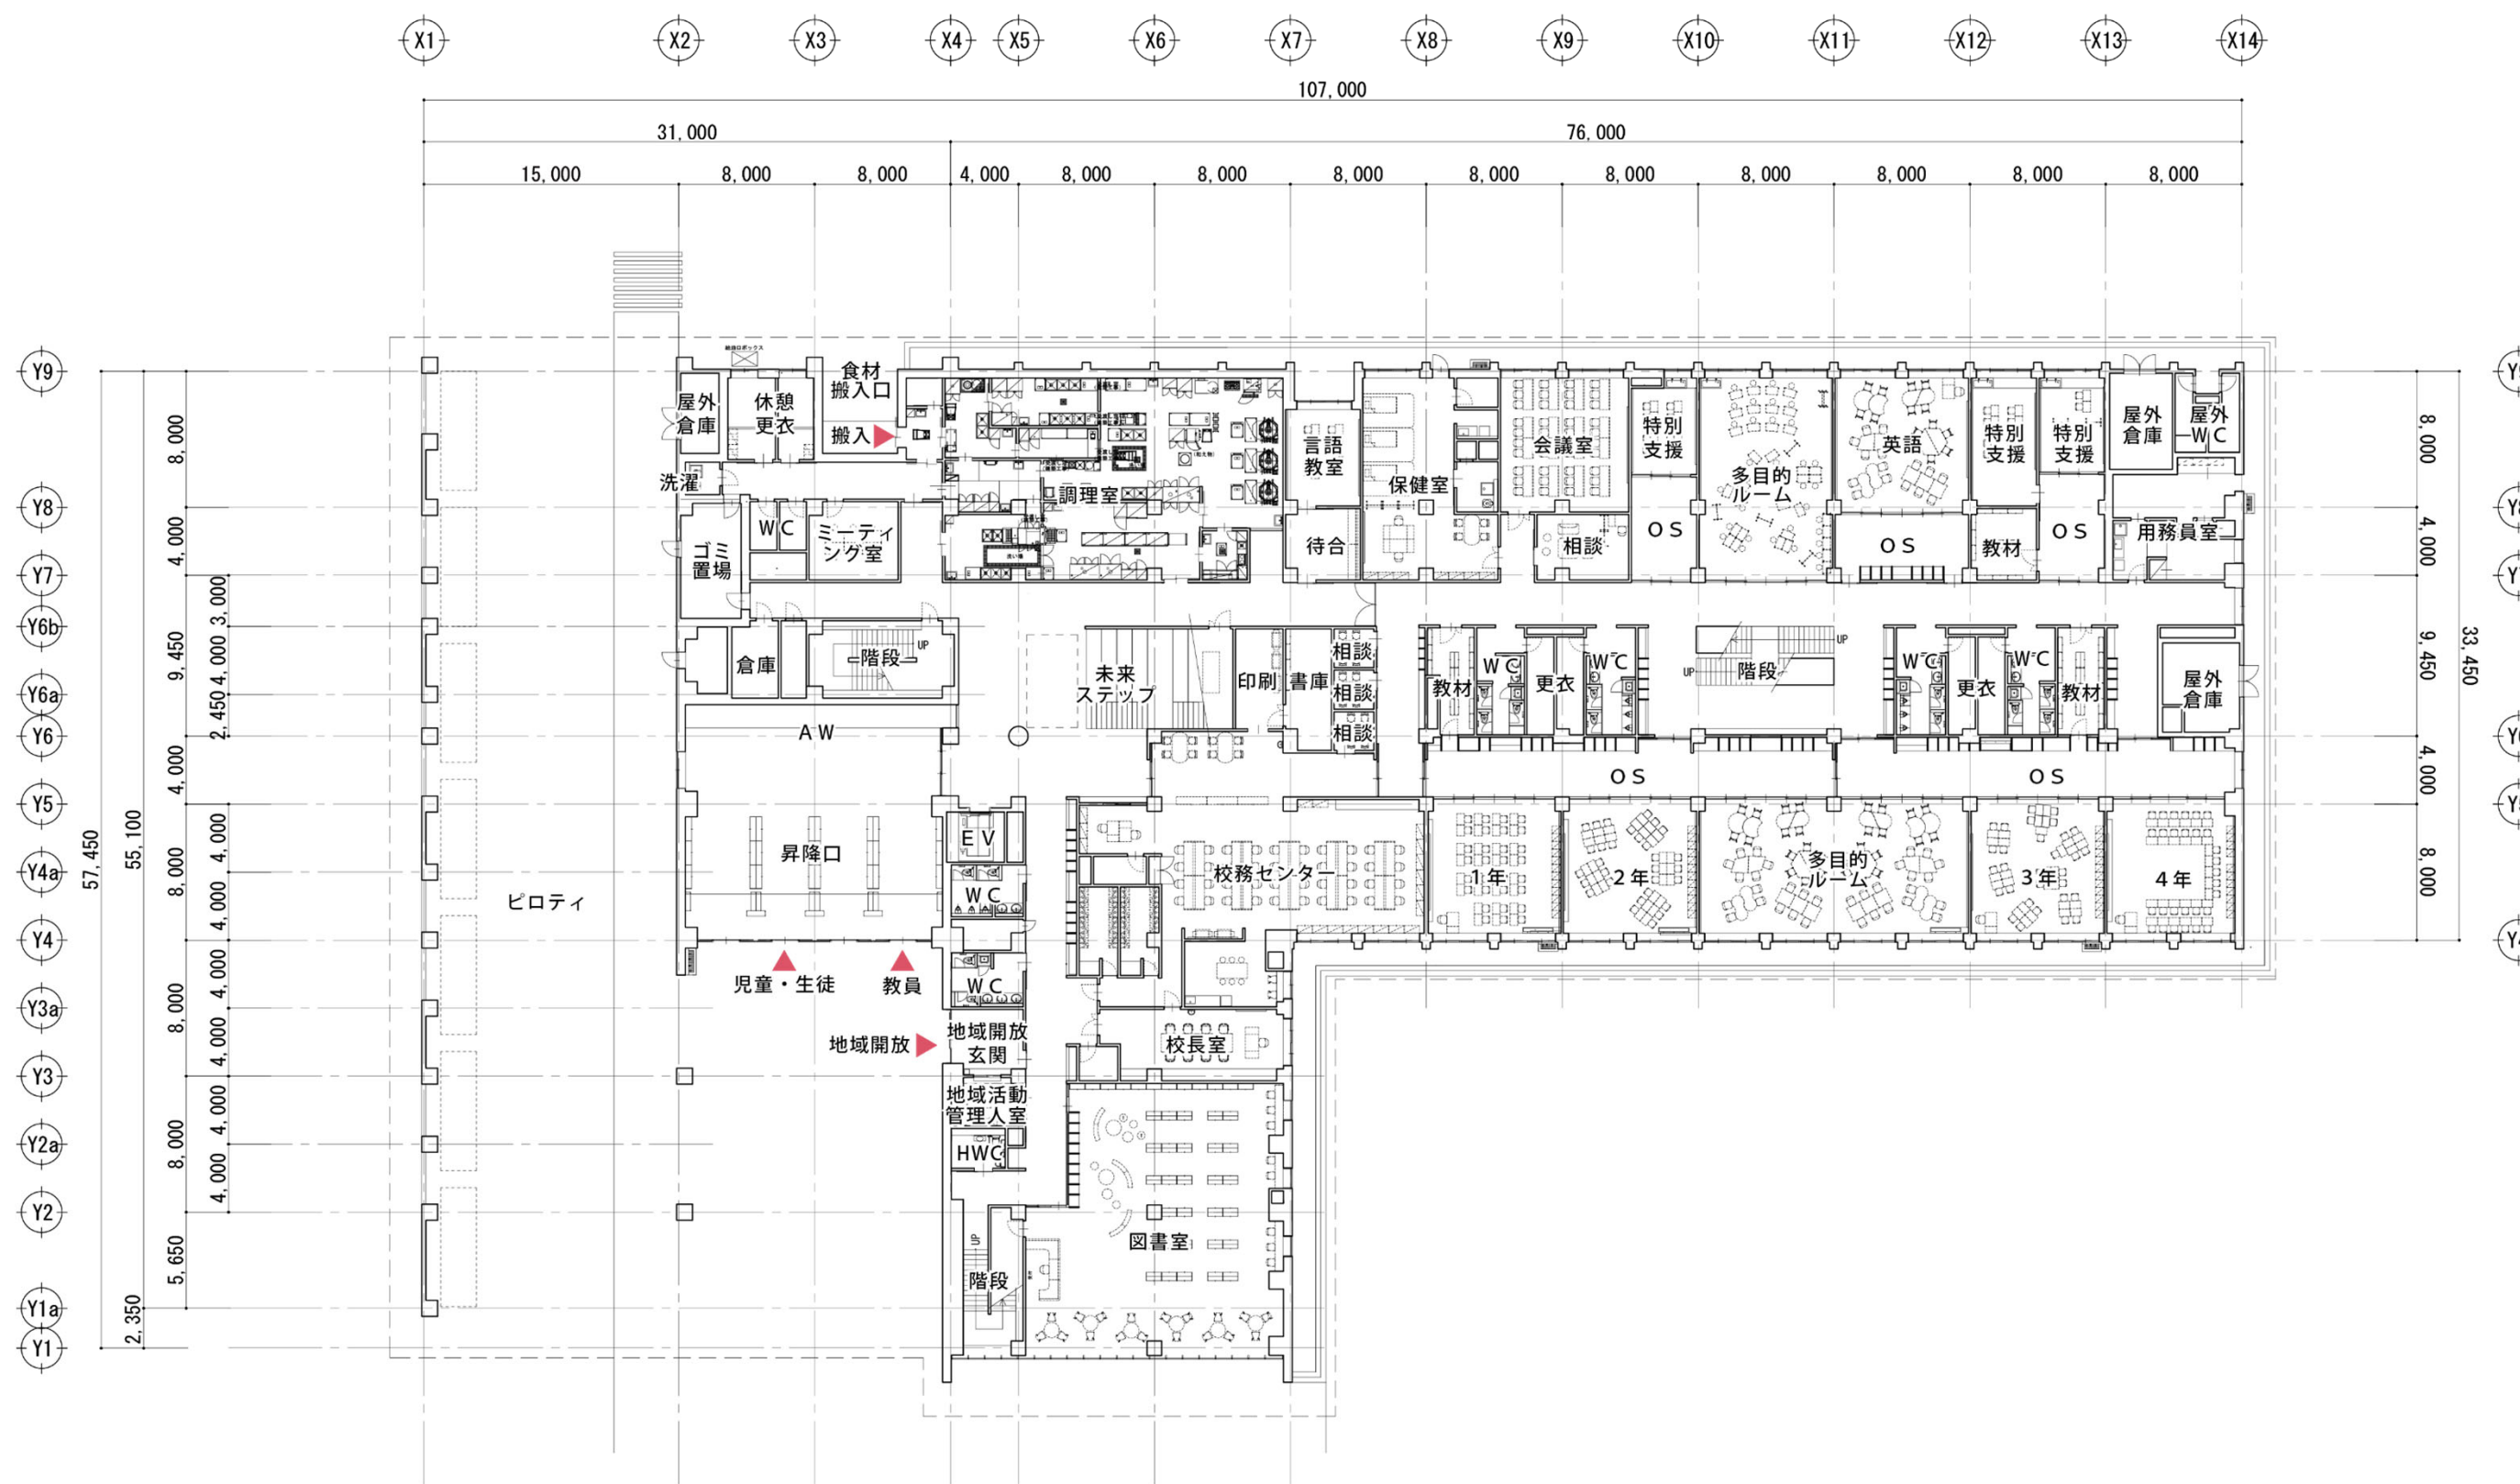 X1 X2 X3 X4 X5 X6 X7 X8 X9 X10 X11 X12 X13 X14
107,000
31,000 76,000
15,000 8,000 8,000 4,000 8,000 8,000 8,000 8,000 8,000 8,000 8,000 8,000 8,000
Y9
Y8
Y7
Y6b
Y6a
Y6
Y5
Y4a
Y4
Y3a
Y3
Y2a
Y2
Y1a
Y1
57,450
55,100
2,350
8,000
4,000
9,450
4,000
8,000
8,000
8,000
5,650
3,000
4,000
2,450
4,000
4,000
4,000
4,000
4,000
4,000
食材
搬入口
搬入
屋外
倉庫
休憩
更衣
洗濯
WC
ミーティ
ング室
ゴミ
置場
倉庫
階段
UP
調理室
言語
教室
待合
保健室
会議室
相談
特別
支援
OS
多目的
ルーム
英語
OS
特別
支援
教材
特別
支援
OS
屋外
倉庫
屋外
WC
用務員室
未来
ステップ
印刷
書庫
相談
相談
相談
教材
WC
更衣
WC
UP
階段
UP
WC
更衣
WC
教材
屋外
倉庫
AW
OS
OS
ピロティ
昇降口
EV
WC
WC
校務センター
1年
2年
多目的
ルーム
3年
4年
児童・生徒
教員
地域開放
地域開放
玄関
校長室
地域活動
管理人室
HWC
図書室
UP
階段
8,000
4,000
9,450
4,000
8,000
33,450